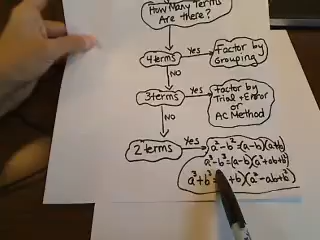 How Many Terms
Are there?
4 terms
Yes
Factor by
Grouping
NO
3 terms
Yes
Factor by
Trial + Error
or
AC Method
NO
2 terms
Yes
a² - b² = (a-b)(a+b)
a³ - b³ = (a-b)(a²+ab+b²)
a³ + b³ = + b)(a² - ab + b²)